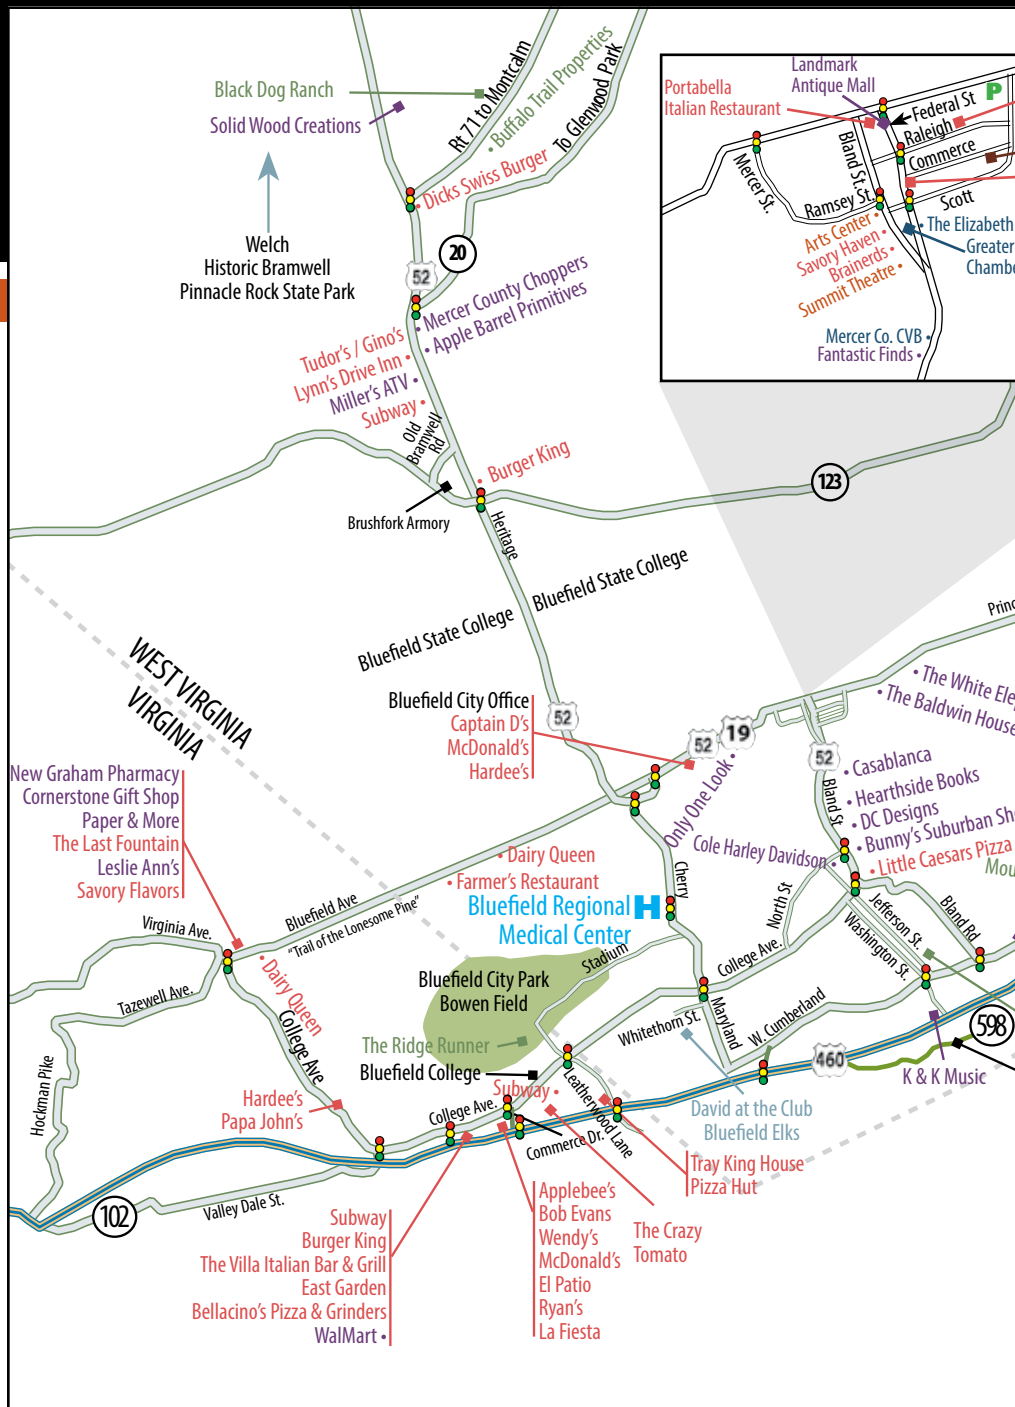 Black Dog Ranch
Solid Wood Creations
Rt 71 to Montcalm
Buffalo Trail Properties
To Glenwood Park
Dicks Swiss Burger
Welch
Historic Bramwell
Pinnacle Rock State Park
20
52
Mercer County Choppers
Apple Barrel Primitives
Tudor's / Gino's
Lynn's Drive Inn
Miller's ATV
Subway
Old
Bramwell
Rd
Burger King
Brushfork Armory
Heritage
123
Landmark
Antique Mall
Portabella
Italian Restaurant
Federal St
P
Raleigh
Commerce
Bland St.
Mercer St.
Ramsey St.
Scott
Arts Center
Savory Haven
Brainerds
Summit Theatre
The Elizabeth
Greater
Chambe
Mercer Co. CVB
Fantastic Finds
Bluefield State College
Bluefield State College
WEST VIRGINIA
VIRGINIA
Princ
The White Elep
The Baldwin House
Bluefield City Office
Captain D's
McDonald's
Hardee's
52
52
19
Only One Look
52
Bland St
Casablanca
Hearthside Books
DC Designs
Bunny's Suburban Sho
Little Caesars Pizza
Mou
Cole Harley Davidson
New Graham Pharmacy
Cornerstone Gift Shop
Paper & More
The Last Fountain
Leslie Ann's
Savory Flavors
Dairy Queen
Farmer's Restaurant
Bluefield Regional
Medical Center
H
Cherry
North St
Jefferson St.
Washington St.
Bland Rd
Virginia Ave.
Bluefield Ave
"Trail of the Lonesome Pine"
Tazewell Ave.
Dairy Queen
College Ave
Stadium
College Ave.
Bluefield City Park
Bowen Field
Whitethorn St.
Maryland
W. Cumberland
The Ridge Runner
Bluefield College
Subway
Leatherwood Lane
460
598
K & K Music
Hockman Pike
Hardee's
Papa John's
College Ave.
Commerce Dr.
David at the Club
Bluefield Elks
Tray King House
Pizza Hut
102
Valley Dale St.
Subway
Burger King
The Villa Italian Bar & Grill
East Garden
Bellacino's Pizza & Grinders
WalMart
Applebee's
Bob Evans
Wendy's
McDonald's
El Patio
Ryan's
La Fiesta
The Crazy
Tomato